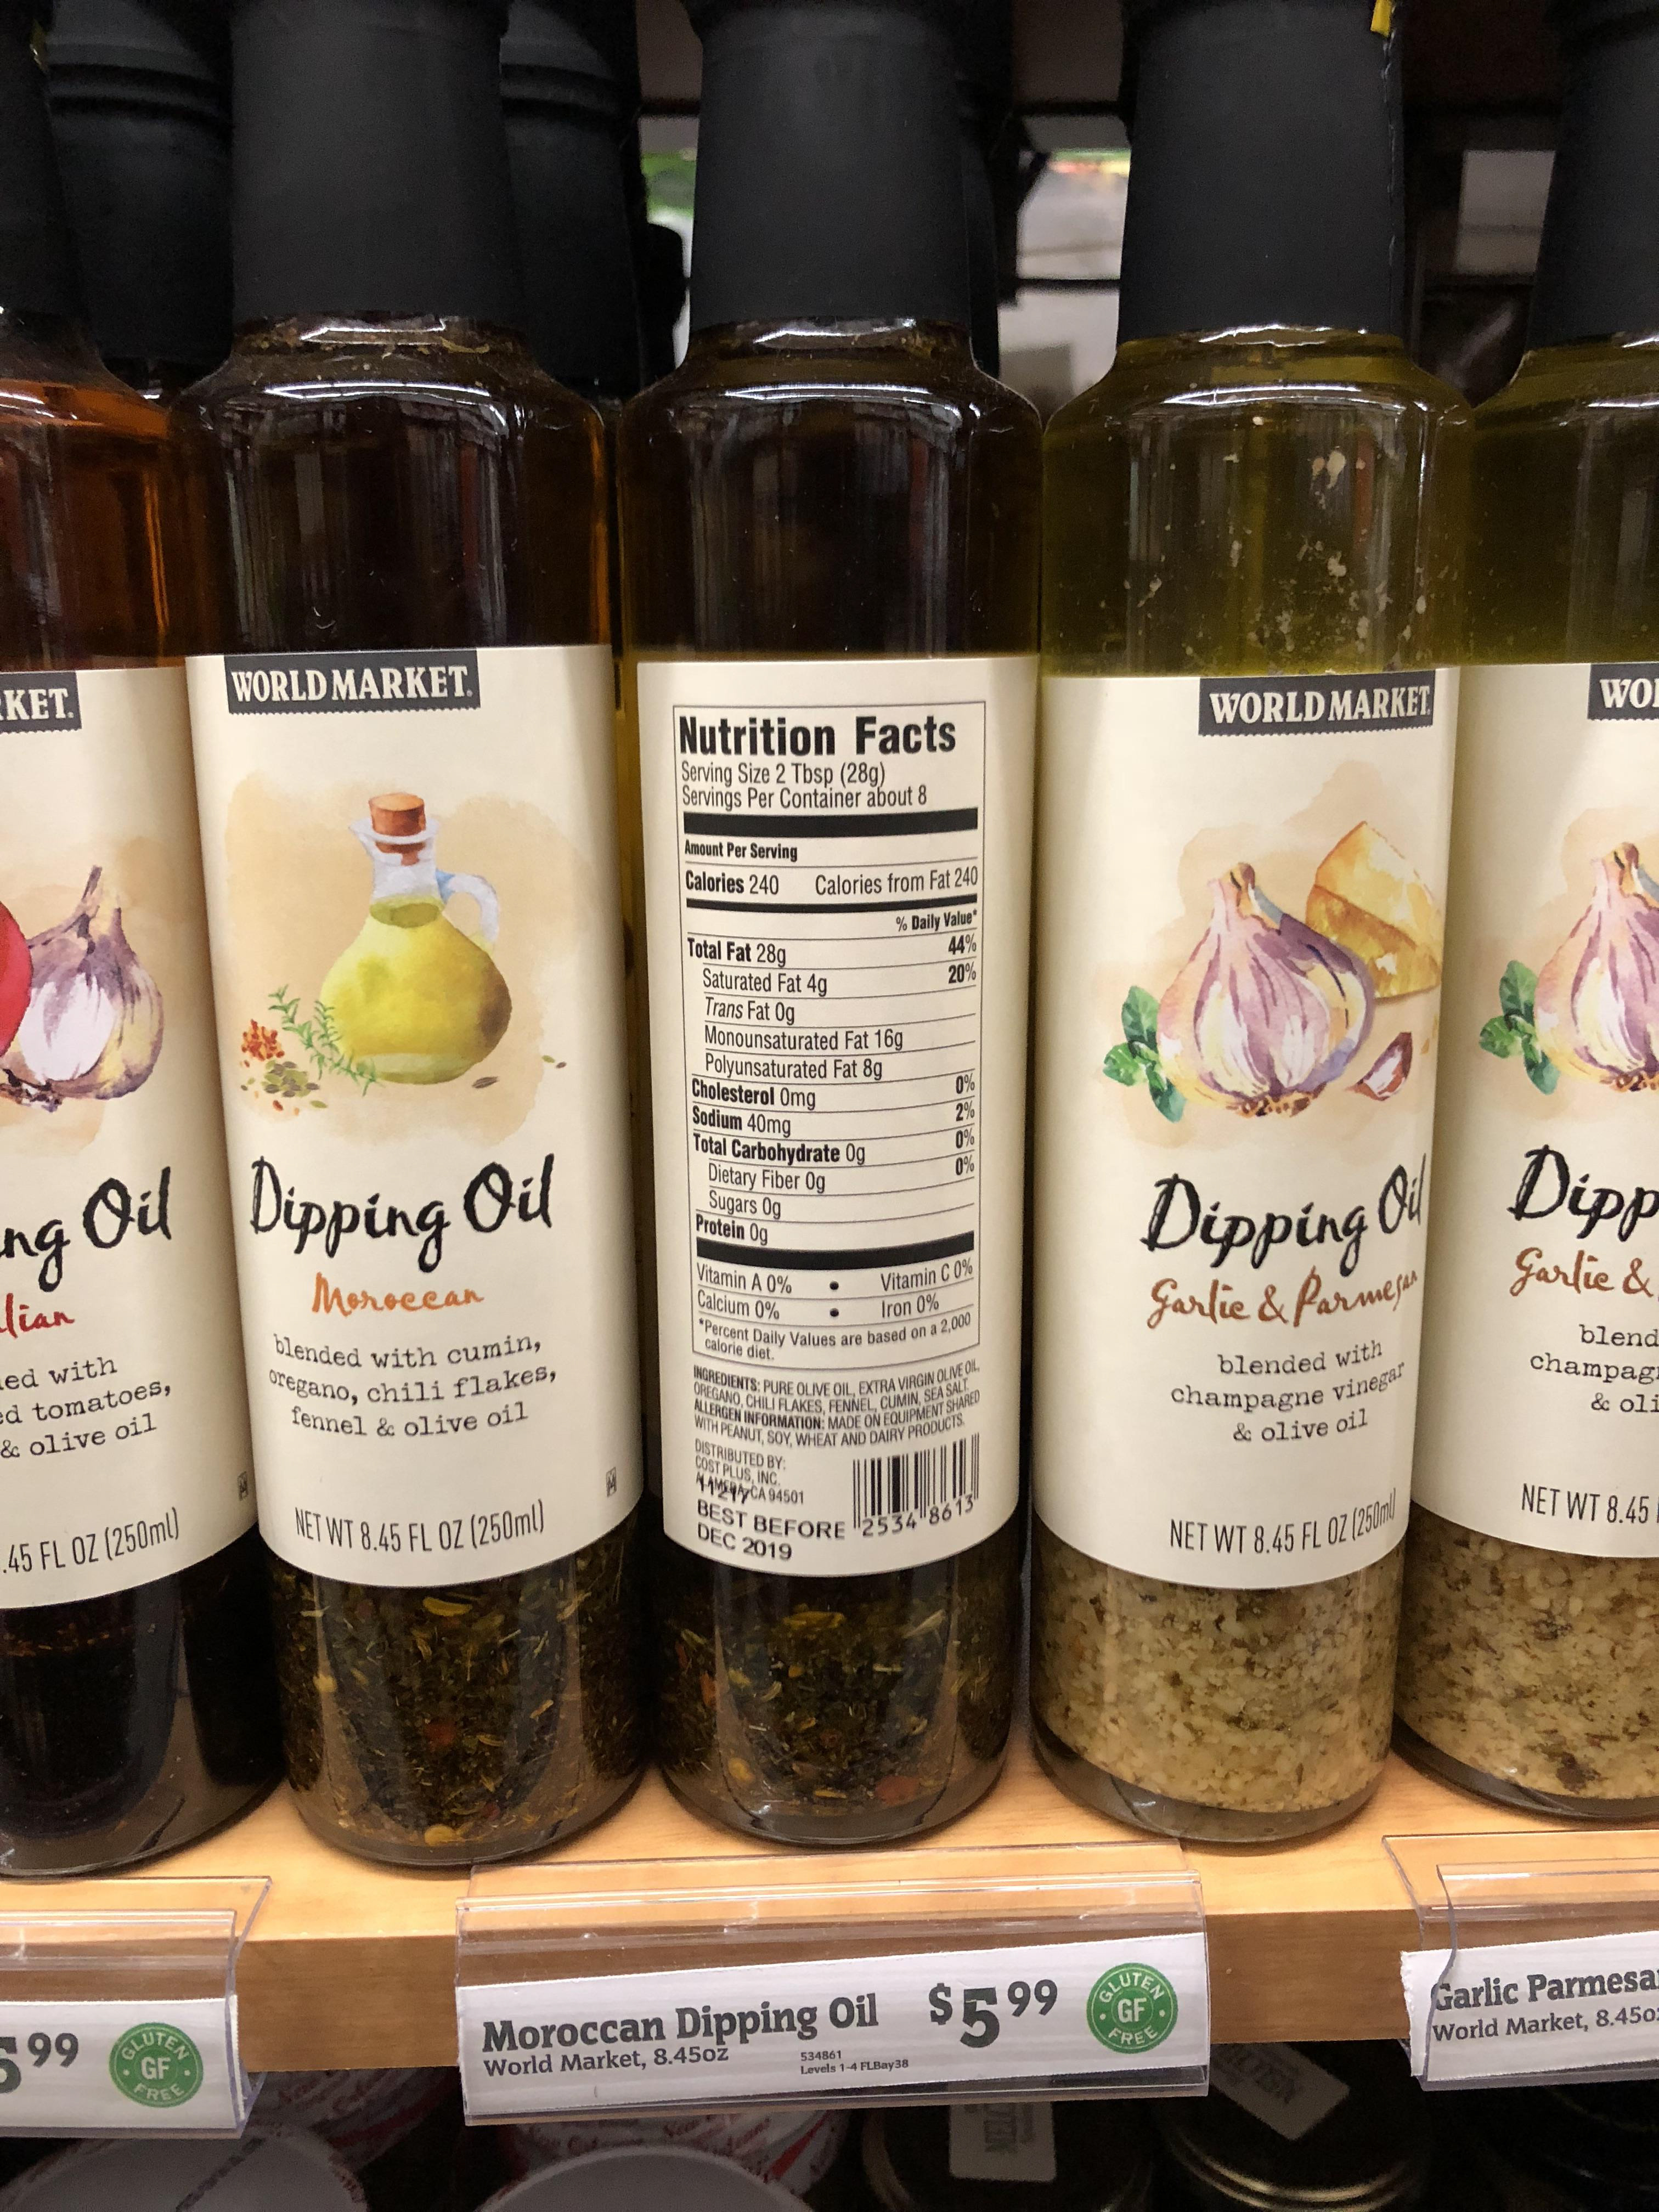 KET.
ng Oil
lian
ed with
ed tomatoes,
& olive oil
.45 FL OZ (250ml)
WORLD MARKET.
Dipping Oil
Moroccan
blended with cumin,
oregano, chili flakes,
fennel & olive oil
NET WT 8.45 FL OZ (250ml)
Nutrition Facts
Serving Size 2 Tbsp (28g)
Servings Per Container about 8
Amount Per Serving
Calories 240 Calories from Fat 240
% Daily Value*
Total Fat 28g 44%
Saturated Fat 4g 20%
Trans Fat 0g
Monounsaturated Fat 16g
Polyunsaturated Fat 8g
Cholesterol 0mg 0%
Sodium 40mg 2%
Total Carbohydrate 0g 0%
Dietary Fiber 0g 0%
Sugars 0g
Protein 0g
Vitamin A 0% • Vitamin C 0%
Calcium 0% • Iron 0%
*Percent Daily Values are based on a 2,000
calorie diet.
INGREDIENTS: PURE OLIVE OIL, EXTRA VIRGIN OLIVE OIL,
OREGANO, CHILI FLAKES, FENNEL, CUMIN, SEA SALT.
ALLERGEN INFORMATION: MADE ON EQUIPMENT SHARED
WITH PEANUT, SOY, WHEAT AND DAIRY PRODUCTS.
DISTRIBUTED BY:
COST PLUS, INC.
ALAMEDA, CA 94501
11217
BEST BEFORE
DEC 2019
2534 8613
WORLD MARKET.
Dipping Oil
Garlic & Parmesan
blended with
champagne vinegar
& olive oil
NET WT 8.45 FL OZ (250ml)
WO
Dipp
Garlic &
blend
champag
& oli
NET WT 8.45
5 99
GLUTEN
GF
FREE
Moroccan Dipping Oil $5 99
World Market, 8.45oz
534861
Levels 1-4 FLBay38
GLUTEN
GF
FREE
Garlic Parmesa
World Market, 8.45o